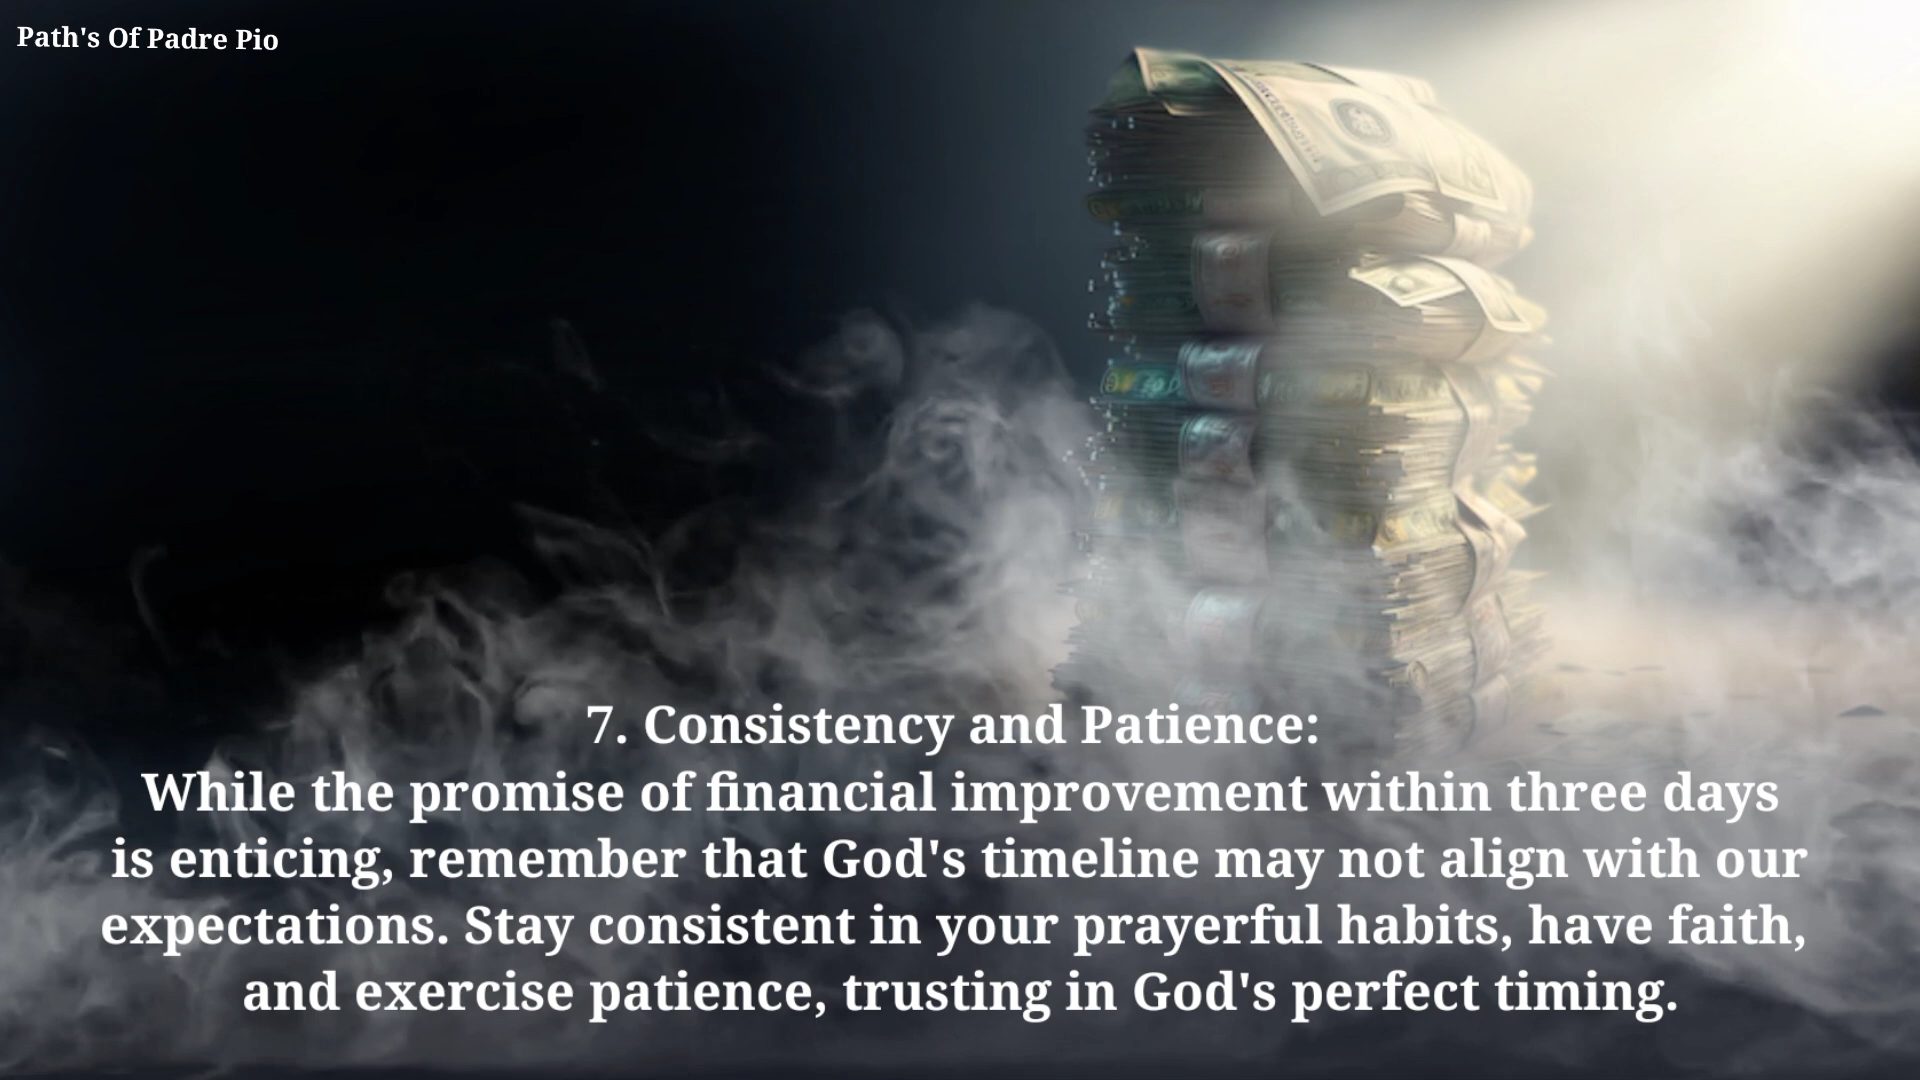 Path's Of Padre Pio
7. Consistency and Patience:
While the promise of financial improvement within three days
is enticing, remember that God's timeline may not align with our
expectations. Stay consistent in your prayerful habits, have faith,
and exercise patience, trusting in God's perfect timing.